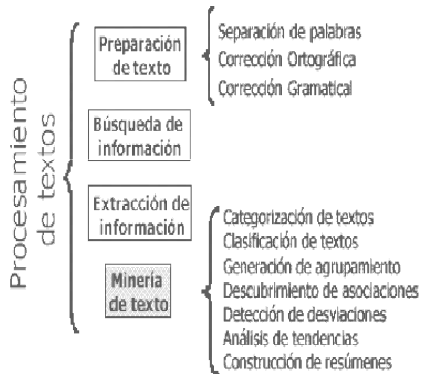 Procesamiento
de textos
Preparación
de texto
Separación de palabras
Corrección Ortográfica
Corrección Gramatical
Búsqueda de
información
Extracción de
información
Minería
de texto
Categorización de textos
Clasificación de textos
Generación de agrupamiento
Descubrimiento de asociaciones
Detección de desviaciones
Análisis de tendencias
Construcción de resúmenes